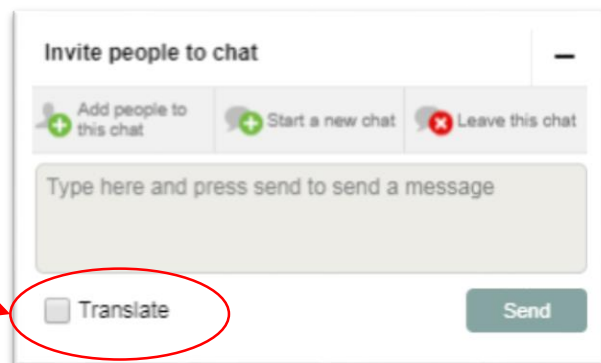 Invite people to chat
Add people to
this chat
Start a new chat
Leave this chat
Type here and press send to send a message
Translate
Send